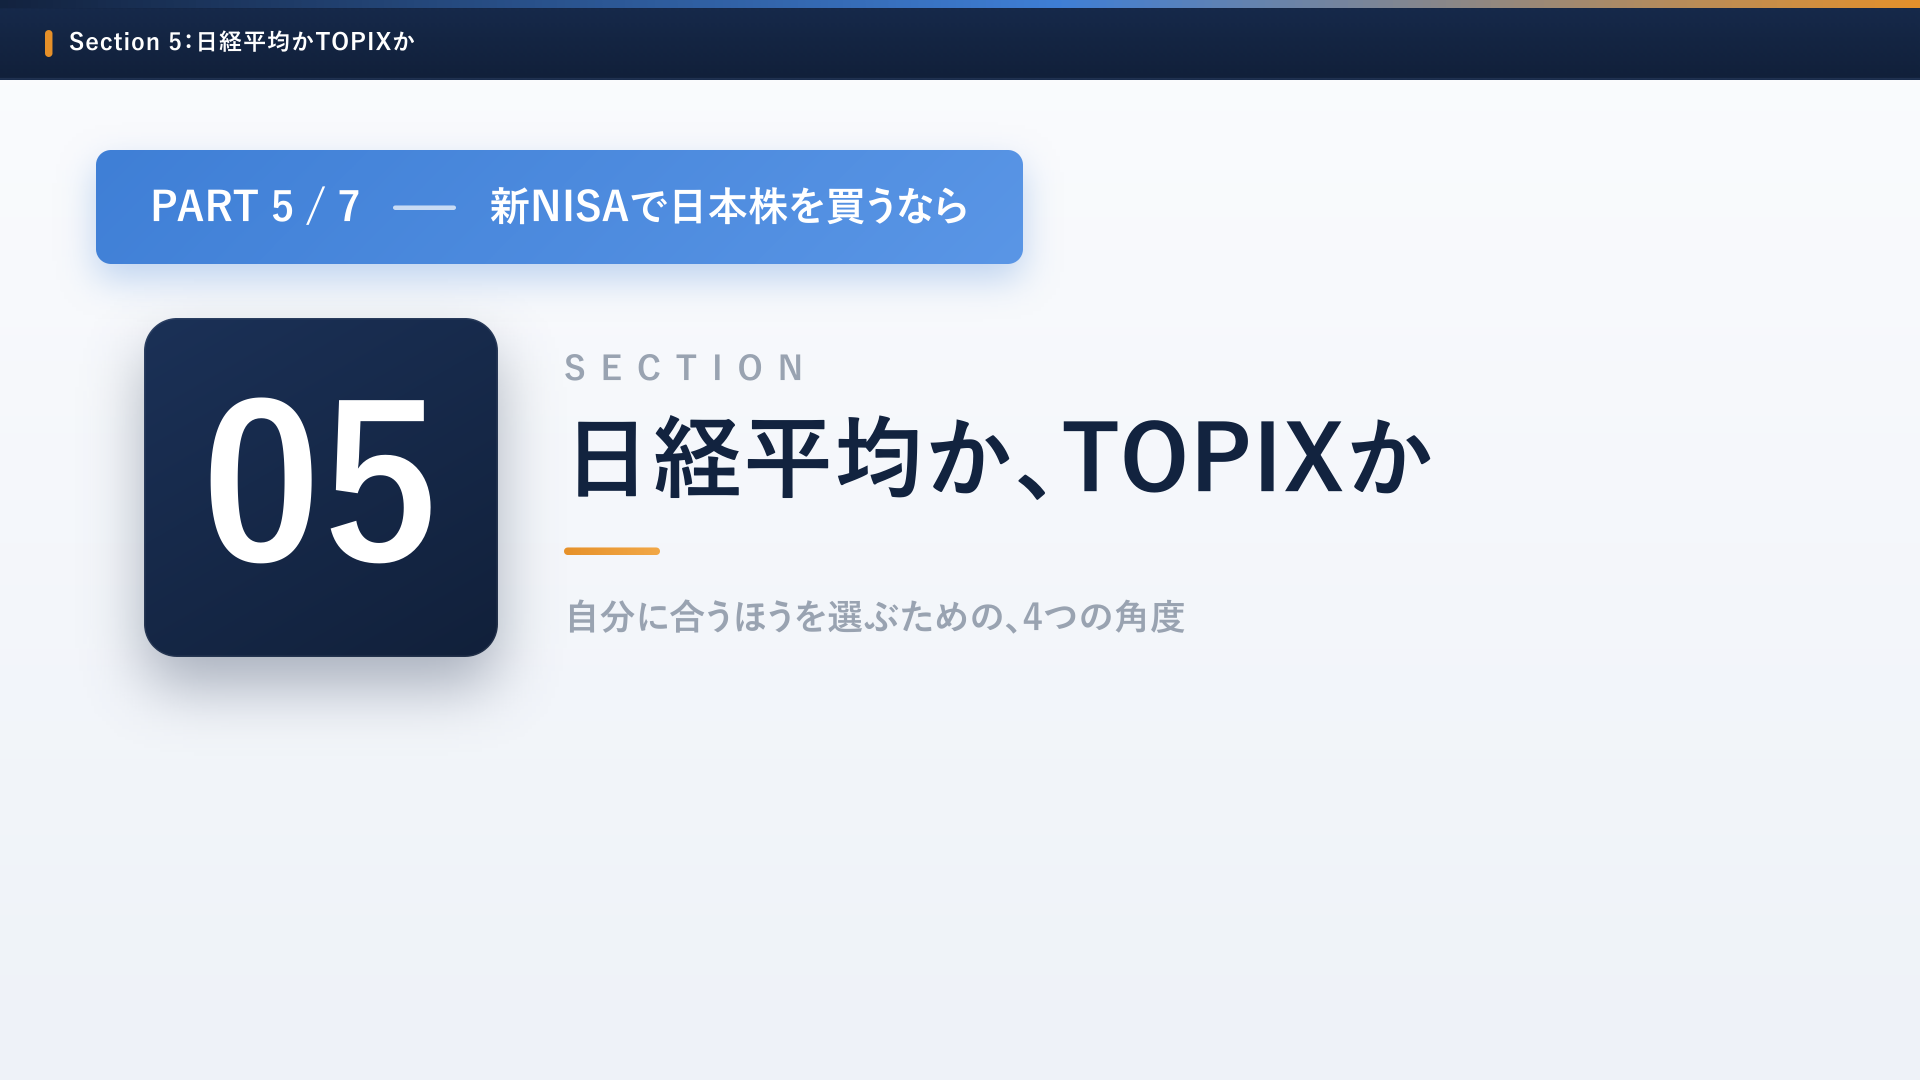 Section 5：日経平均かTOPIXか
PART 5 / 7 — 新NISAで日本株を買うなら
05
SECTION
日経平均か、TOPIXか
自分に合うほうを選ぶための、4つの角度